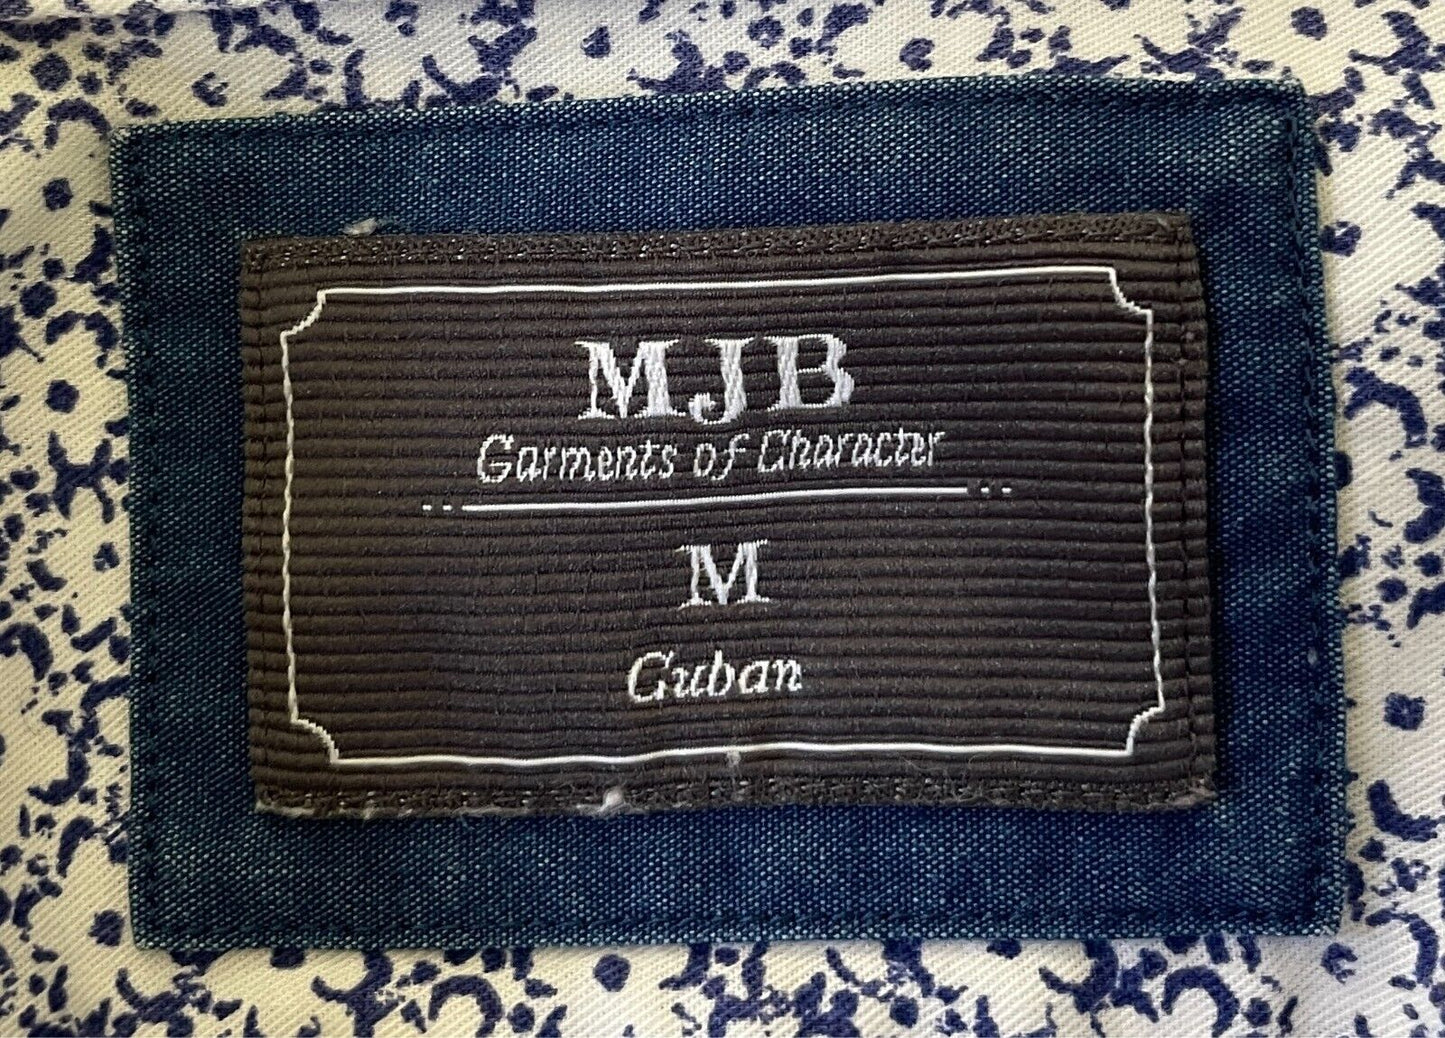 MJB
Garments of Character
M
Cuban